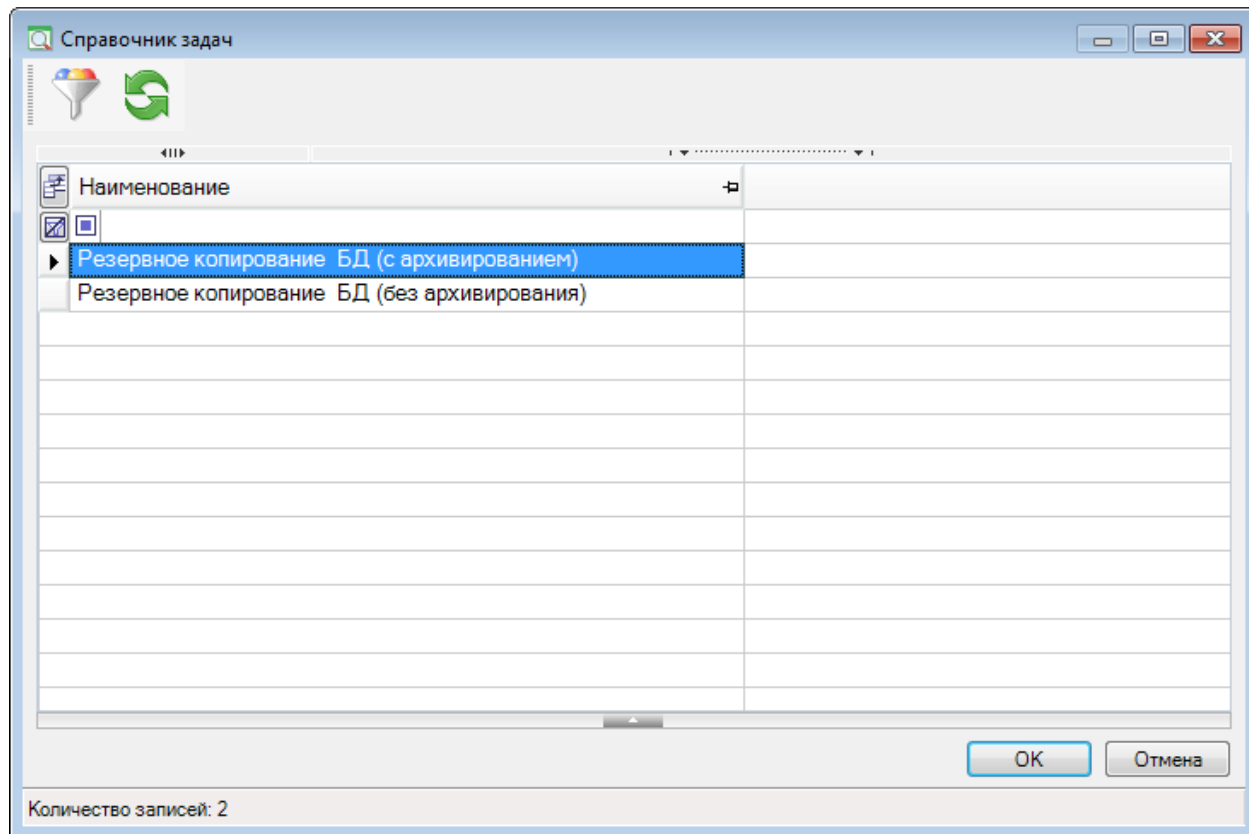 Справочник задач
Наименование
Резервное копирование БД (с архивированием)
Резервное копирование БД (без архивирования)
OK
Отмена
Количество записей: 2